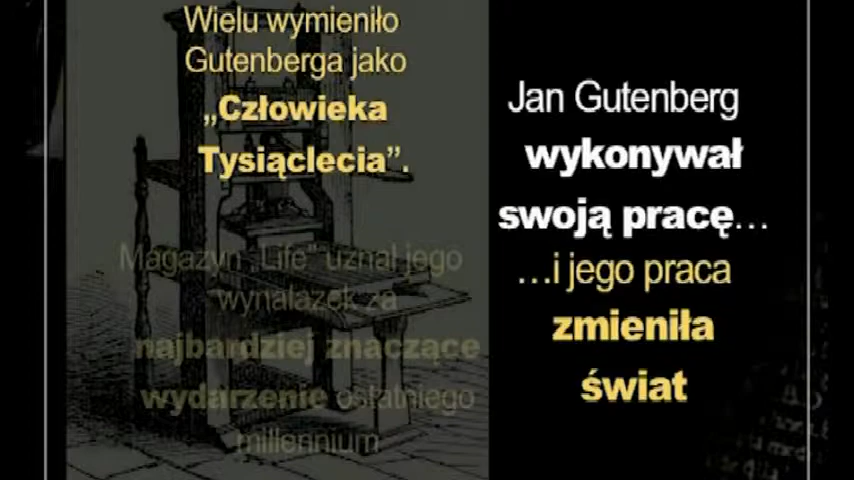 Wielu wymieniło
Gutenberga jako
„Człowieka
Tysiąclecia”.
Magazyn „Life” uznał jego
wynalazek za
najbardziej znaczące
wydarzenie ostatniego
millennium
Jan Gutenberg
wykonywał
swoją pracę…
…i jego praca
zmieniła
świat